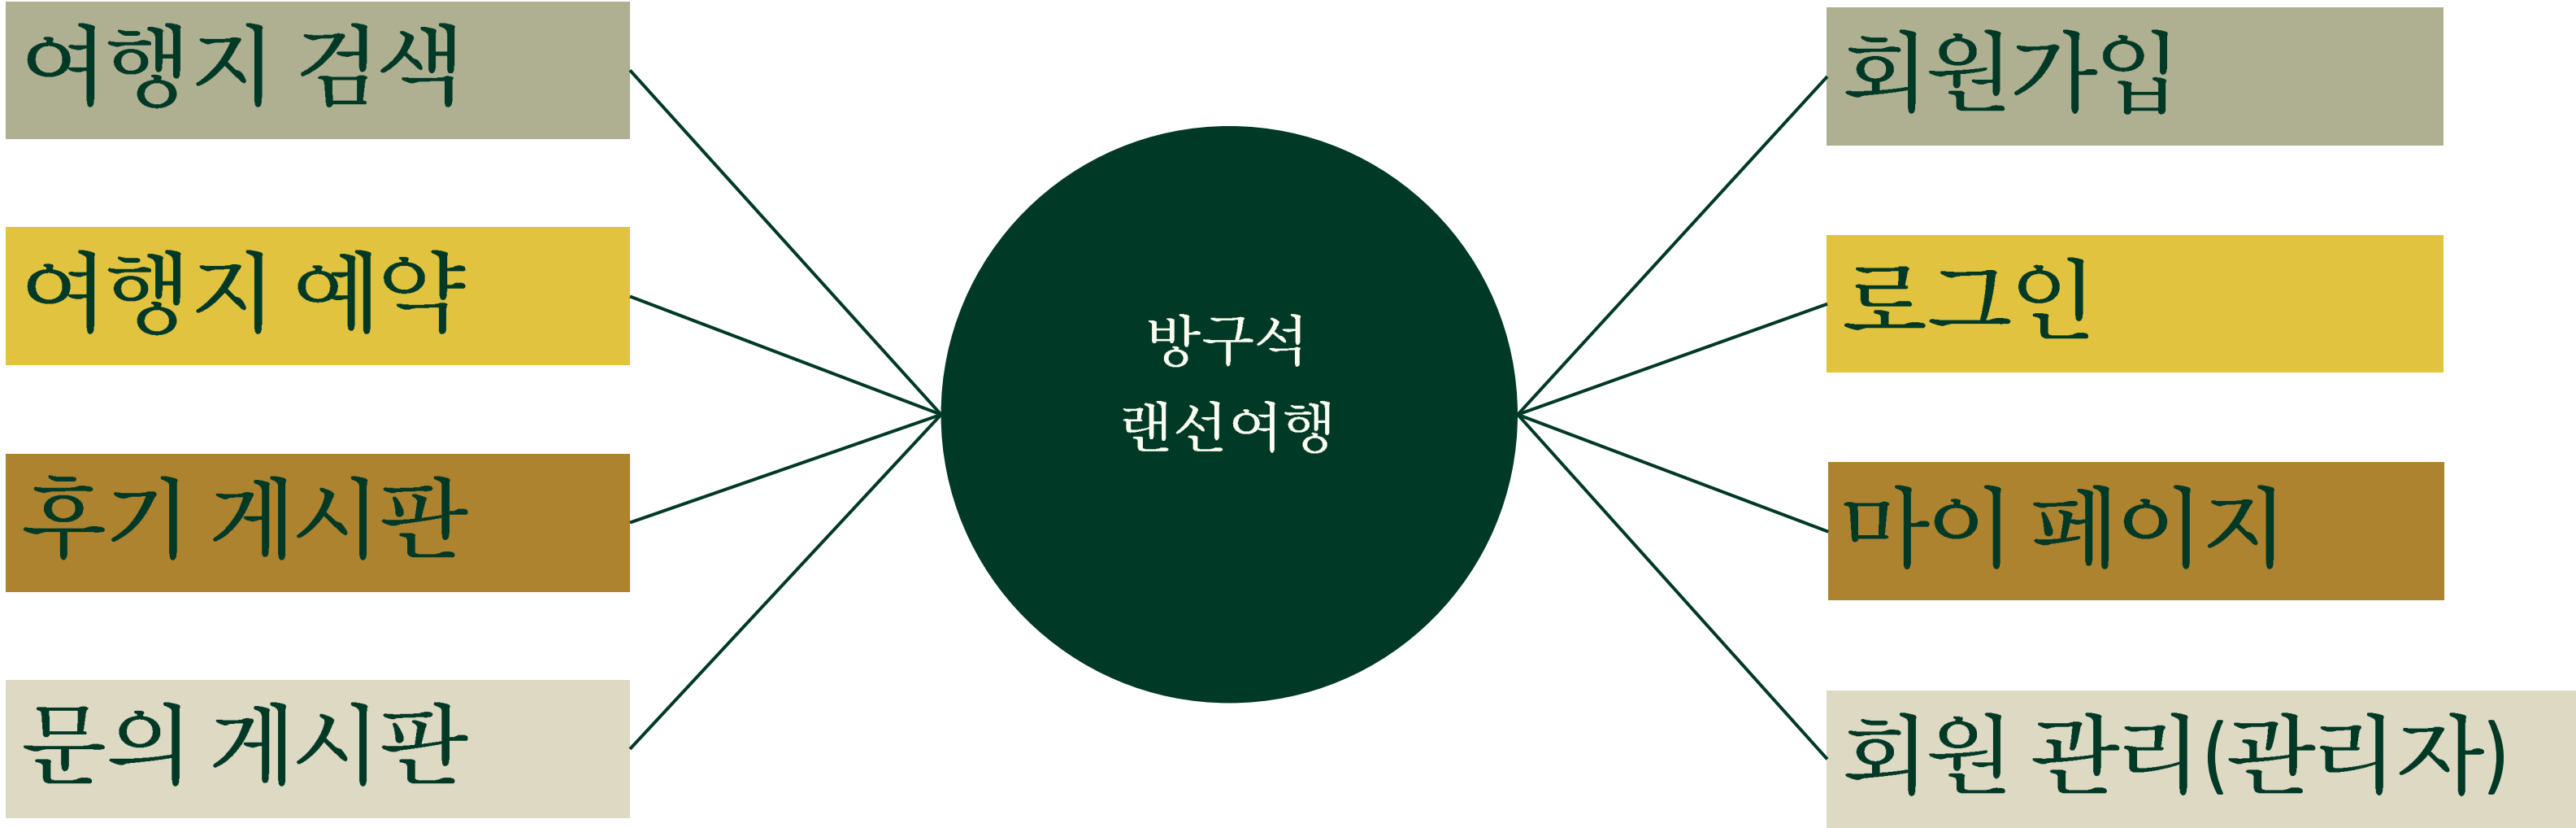 여행지 검색
여행지 예약
후기 게시판
문의 게시판
방구석
랜선여행
회원가입
로그인
마이 페이지
회원 관리(관리자)